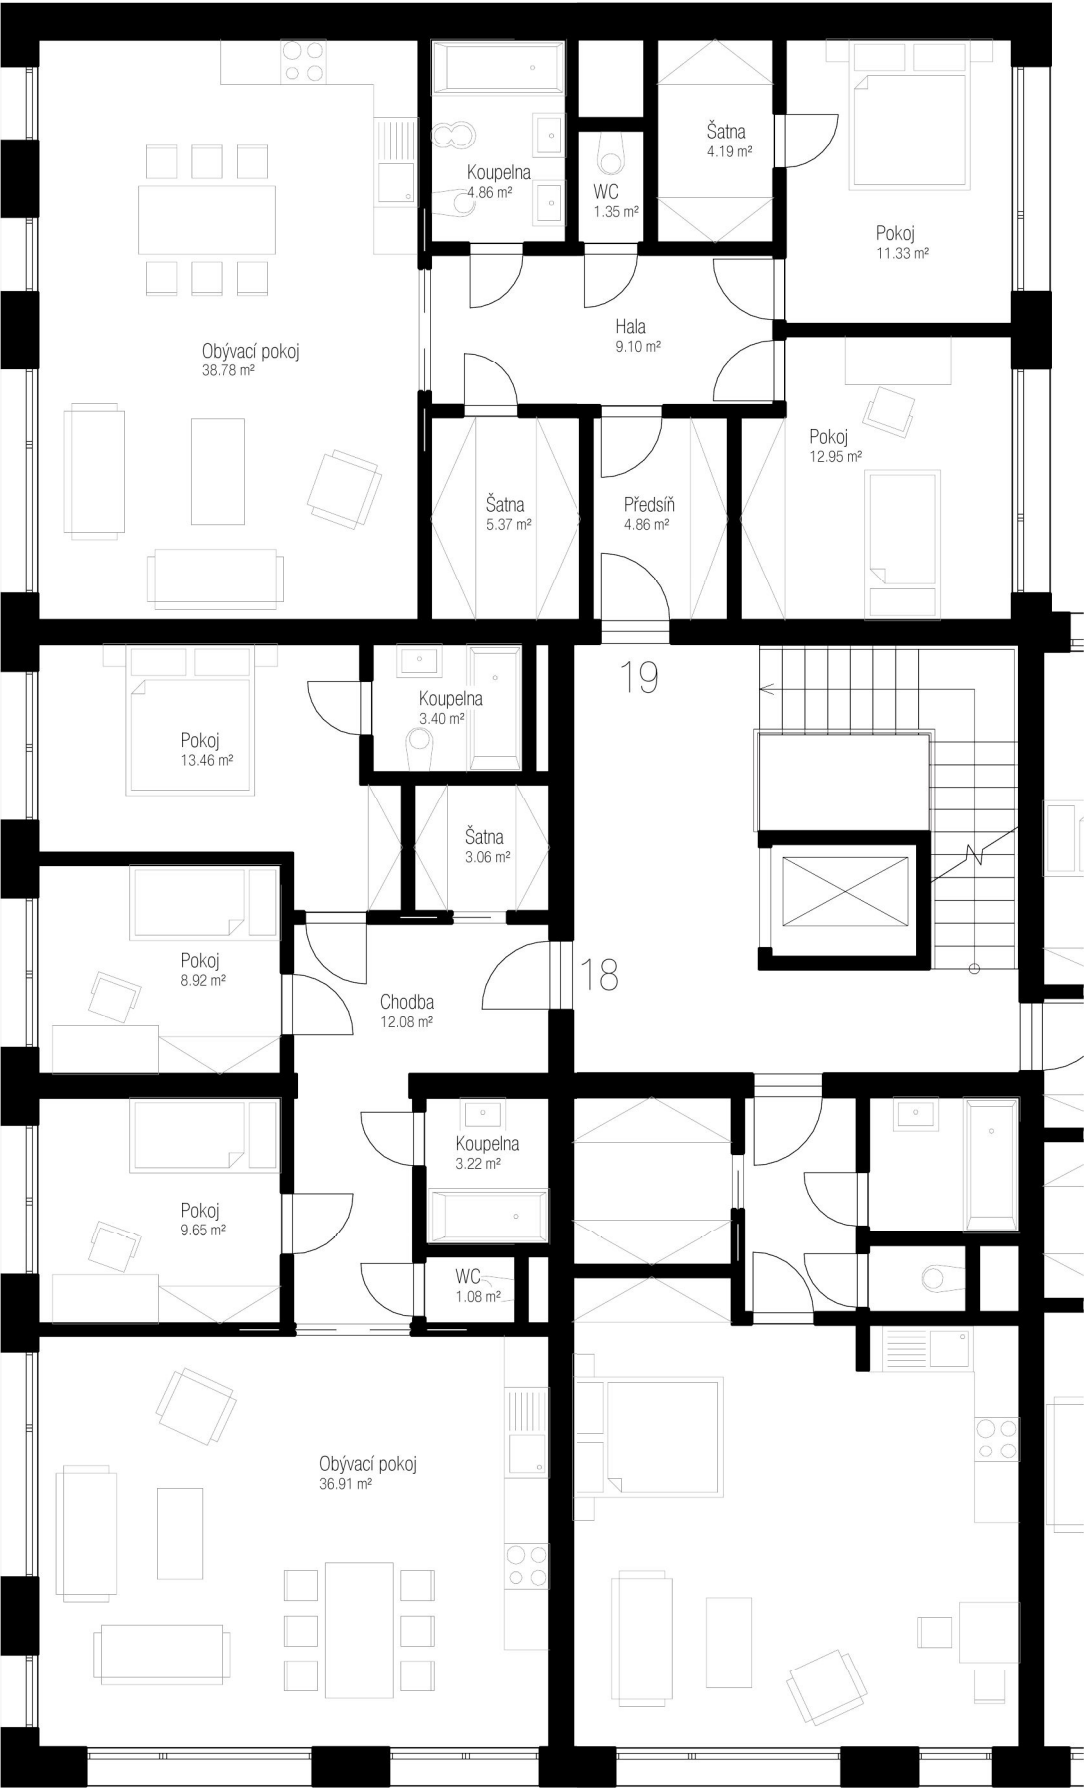 Šatna
4.19 m²
Koupelna
4.86 m²
WC
1.35 m²
Pokoj
11.33 m²
Hala
9.10 m²
Obývací pokoj
38.78 m²
Pokoj
12.95 m²
Šatna
5.37 m²
Předsíň
4.86 m²
19
Koupelna
3.40 m²
Pokoj
13.46 m²
Šatna
3.06 m²
Pokoj
8.92 m²
18
Chodba
12.08 m²
Koupelna
3.22 m²
Pokoj
9.65 m²
WC
1.08 m²
Obývací pokoj
36.91 m²